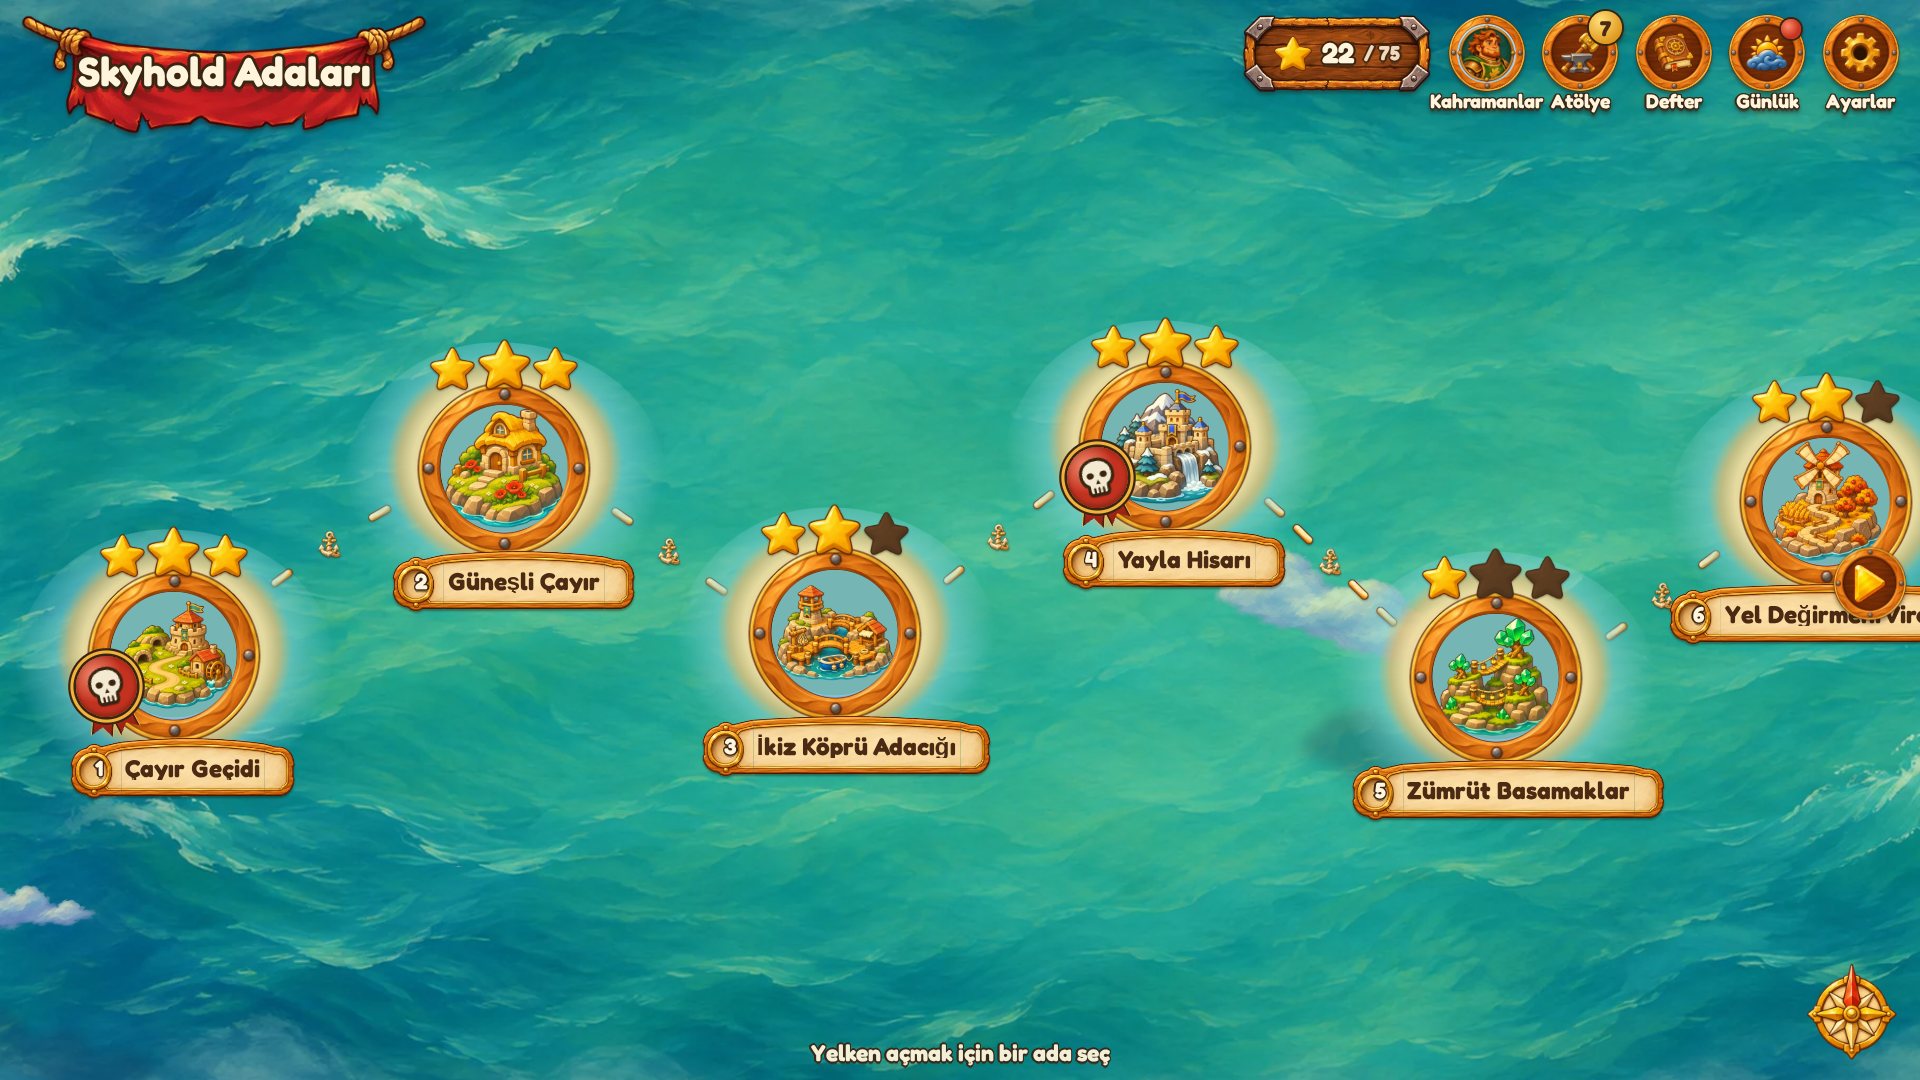 Skyhold Adaları
22 / 75
7
Kahramanlar
Atölye
Defter
Günlük
Ayarlar
2 Güneşli Çayır
4 Yayla Hisarı
6 Yel
3 İkiz Köprü Adacığı
1 Çayır Geçidi
5 Zümrüt Basamaklar
Yelken açmak için bir ada seç